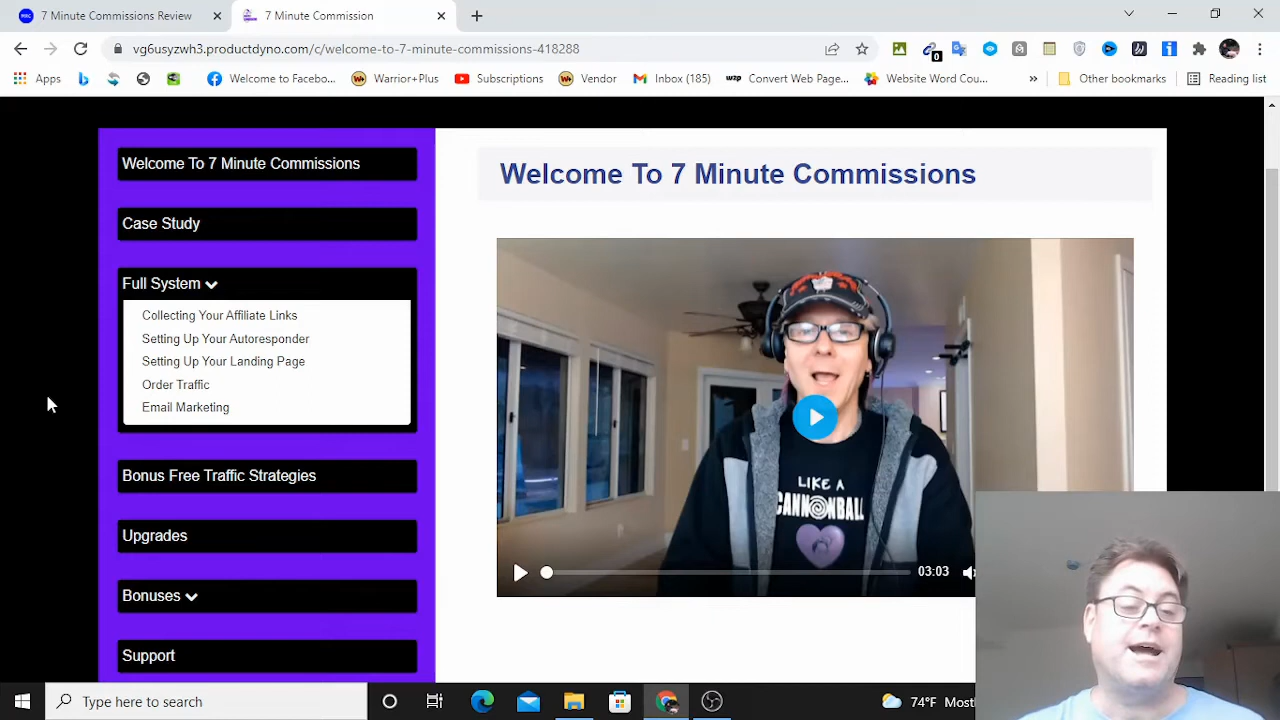 7 Minute Commissions Review
7 Minute Commission
vg6usyzwh3.productdyno.com/c/welcome-to-7-minute-commissions-418288
0
Apps
Welcome to Facebo...
Warrior+Plus
Subscriptions
Vendor
Inbox (185)
Convert Web Page...
Website Word Cou...
»
Other bookmarks
Reading list
Welcome To 7 Minute Commissions
Case Study
Full System
Collecting Your Affiliate Links
Setting Up Your Autoresponder
Setting Up Your Landing Page
Order Traffic
Email Marketing
Bonus Free Traffic Strategies
Upgrades
Bonuses
Support
Welcome To 7 Minute Commissions
LIKE A
CANNONBALL
03:03
Type here to search
74°F Mostl